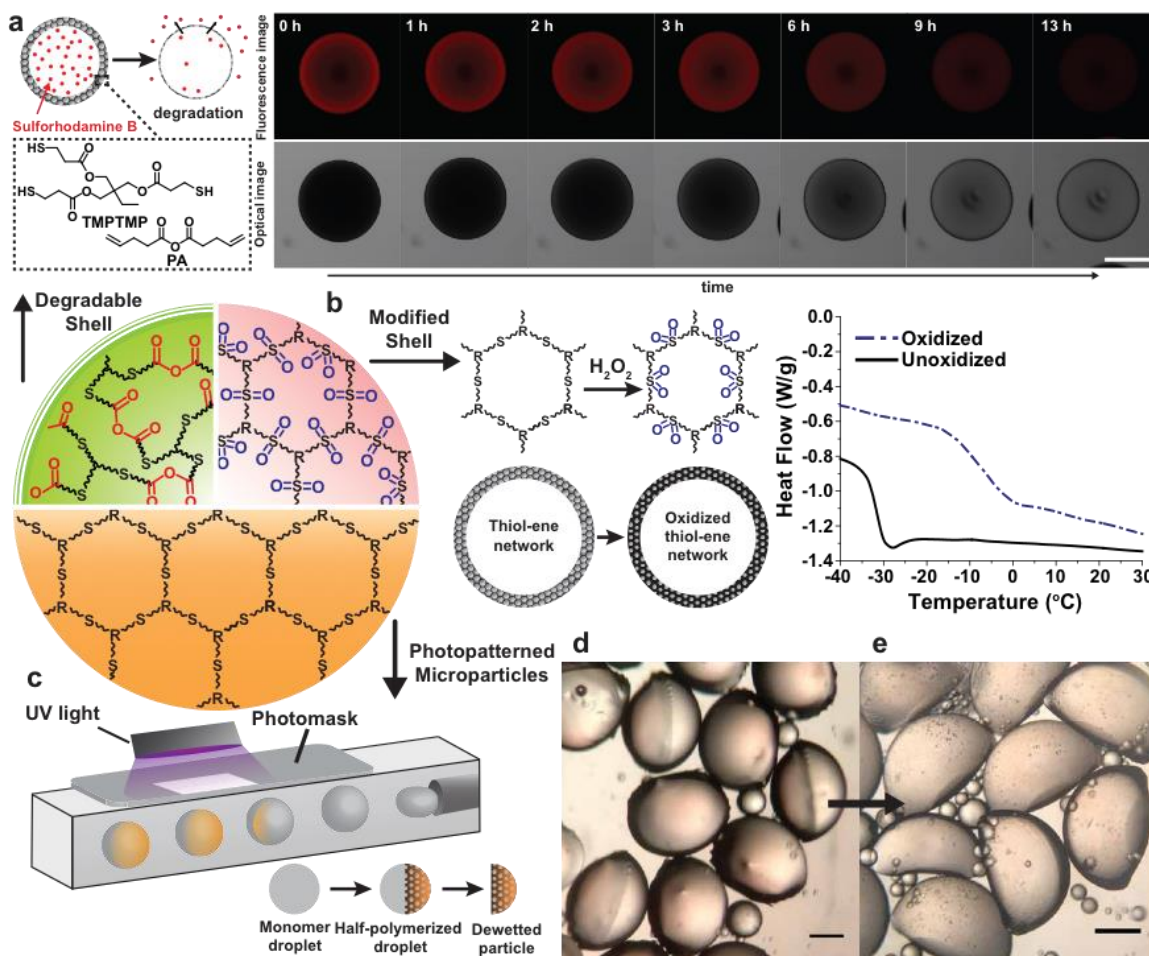 a
Sulforhodamine B
degradation
HS
O
O
O
O
SH
HS
O
O
TMPTMP
O
O
O
PA
Fluorescence image
0 h
1 h
2 h
3 h
6 h
9 h
13 h
Optical image
time
Degradable
Shell
b
Modified
Shell
H2O2
Thiol-ene
network
Oxidized
thiol-ene
network
Heat Flow (W/g)
0.0
-0.2
-0.4
-0.6
-0.8
-1.0
-1.2
-1.4
Oxidized
Unoxidized
-40 -30 -20 -10 0 10 20 30
Temperature (°C)
Photopatterned
Microparticles
c
UV light
Photomask
Monomer
droplet
Half-polymerized
droplet
Dewetted
particle
d
e